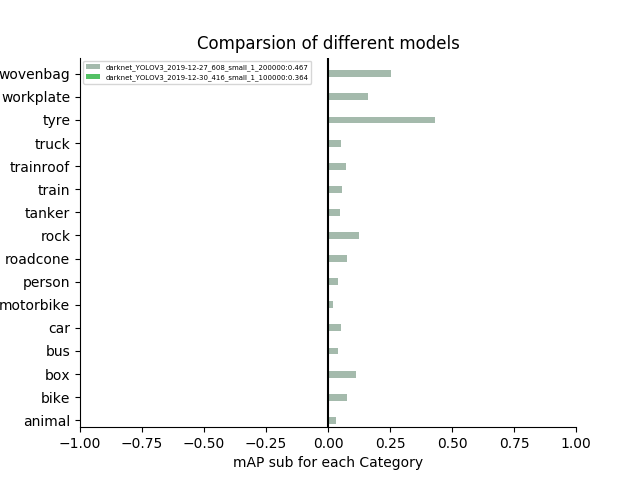 Comparsion of different models
darknet_YOLOV3_2019-12-27_608_small_1_200000:0.467
darknet_YOLOV3_2019-12-30_416_small_1_100000:0.364
wovenbag
workplate
tyre
truck
trainroof
train
tanker
rock
roadcone
person
motorbike
car
bus
box
bike
animal
−1.00 −0.75 −0.50 −0.25 0.00 0.25 0.50 0.75 1.00
mAP sub for each Category